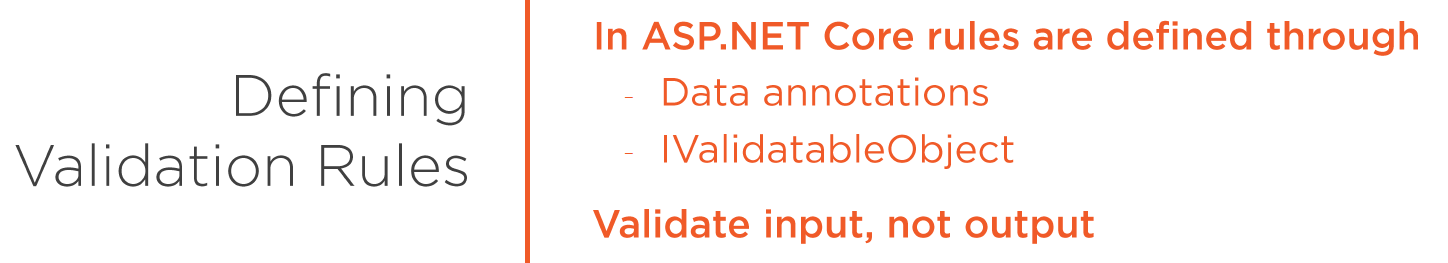 Defining
Validation Rules
In ASP.NET Core rules are defined through
- Data annotations
- IValidatableObject
Validate input, not output